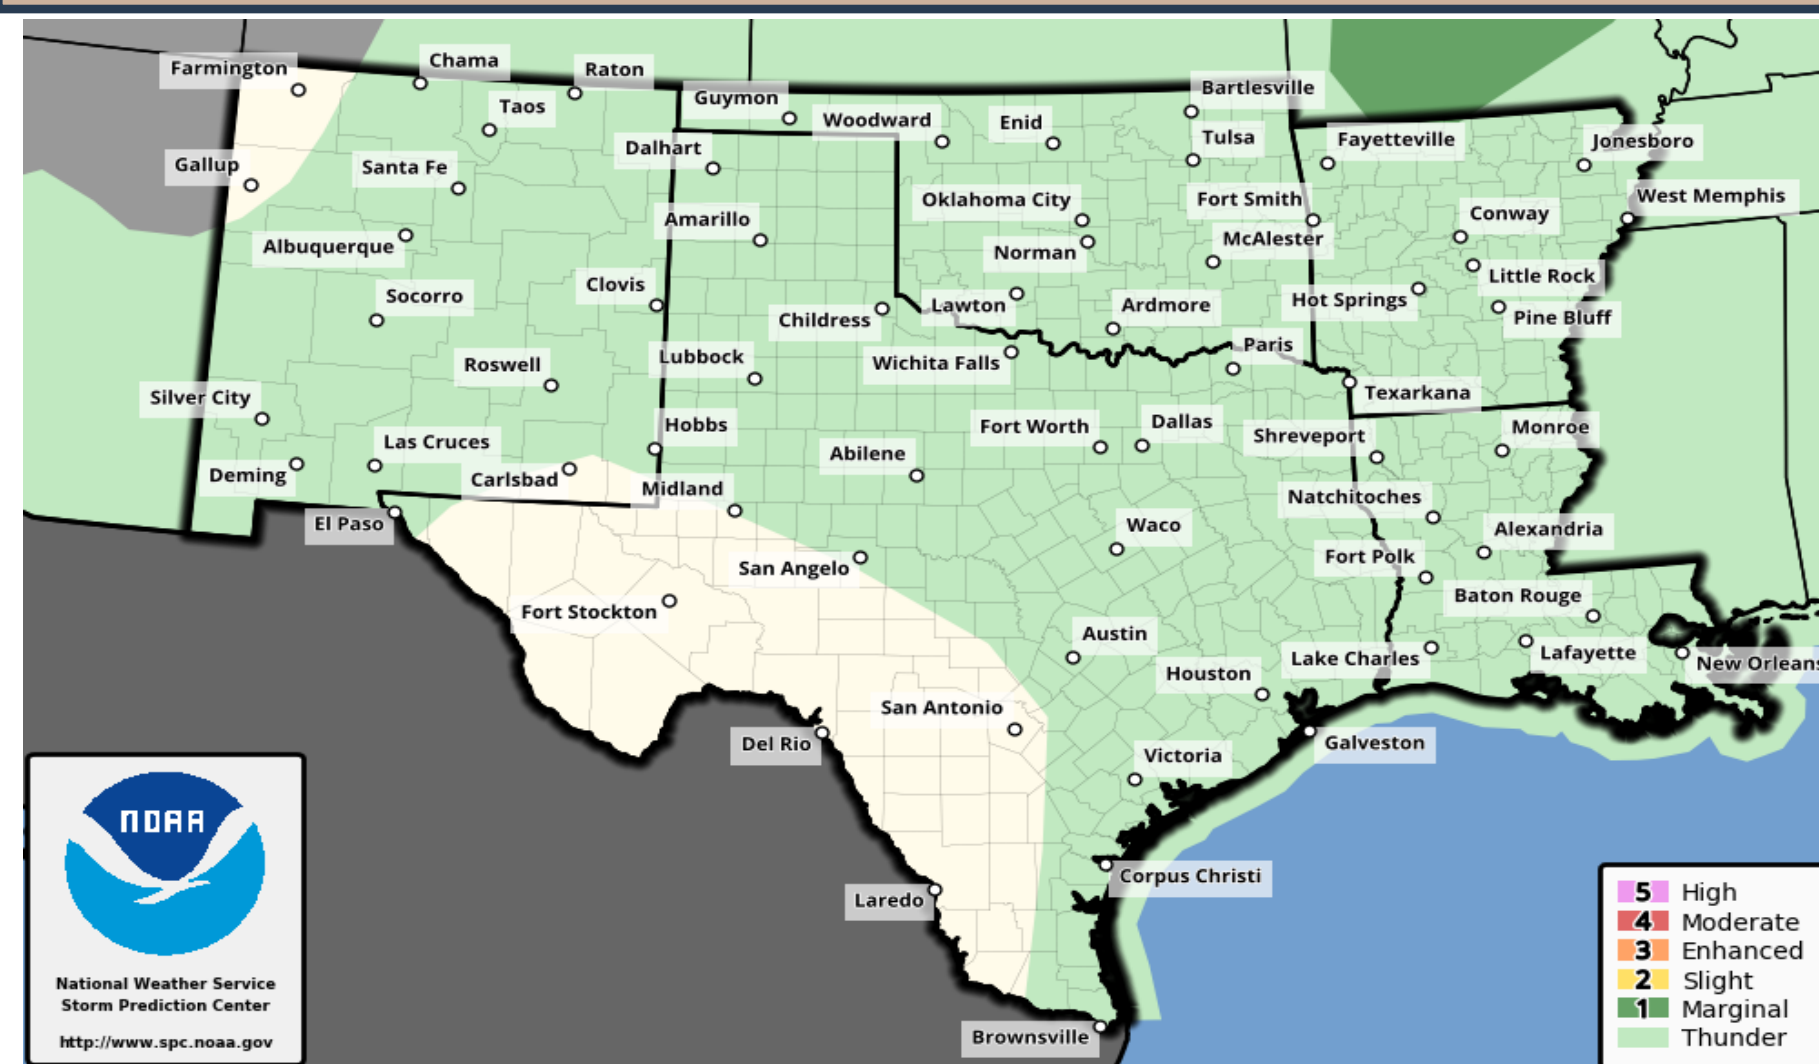 Farmington
Chama
Raton
Taos
Guymon
Woodward
Enid
Bartlesville
Tulsa
Fayetteville
Jonesboro
Gallup
Santa Fe
Dalhart
Oklahoma City
Fort Smith
West Memphis
Conway
Albuquerque
Amarillo
Norman
McAlester
Little Rock
Socorro
Clovis
Childress
Lawton
Ardmore
Hot Springs
Pine Bluff
Roswell
Lubbock
Wichita Falls
Paris
Texarkana
Silver City
Hobbs
Fort Worth
Dallas
Shreveport
Monroe
Las Cruces
Deming
Carlsbad
Midland
Abilene
Natchitoches
El Paso
San Angelo
Waco
Alexandria
Fort Polk
Fort Stockton
Baton Rouge
Austin
Lake Charles
Lafayette
New Orleans
Houston
San Antonio
Del Rio
Galveston
Victoria
Laredo
Corpus Christi
Brownsville
NOAA
National Weather Service
Storm Prediction Center
http://www.spc.noaa.gov
5 High
4 Moderate
3 Enhanced
2 Slight
1 Marginal
Thunder